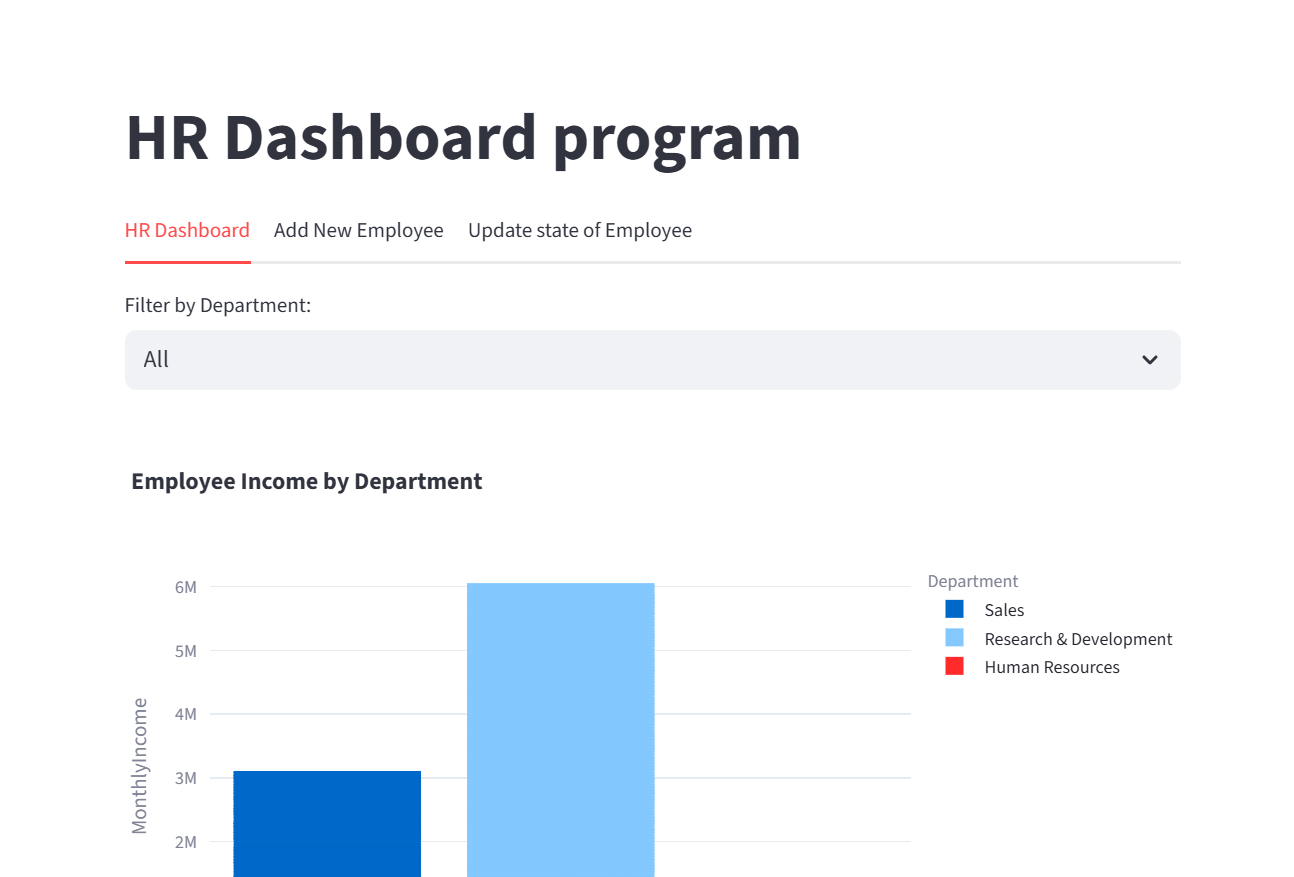 HR Dashboard program
HR Dashboard Add New Employee Update state of Employee
Filter by Department:
All
Employee Income by Department
6M
5M
4M
3M
2M
MonthlyIncome
Department
Sales
Research & Development
Human Resources